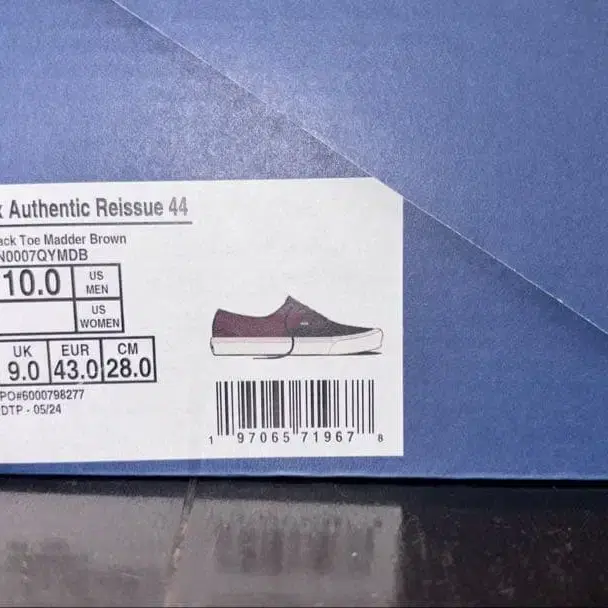 x Authentic Reissue 44
ack Toe Madder Brown
N0007QYMDB
10.0 US MEN
US WOMEN
UK EUR CM
9.0 43.0 28.0
PO#6000798277
DTP - 05/24
1 97065 71967 8